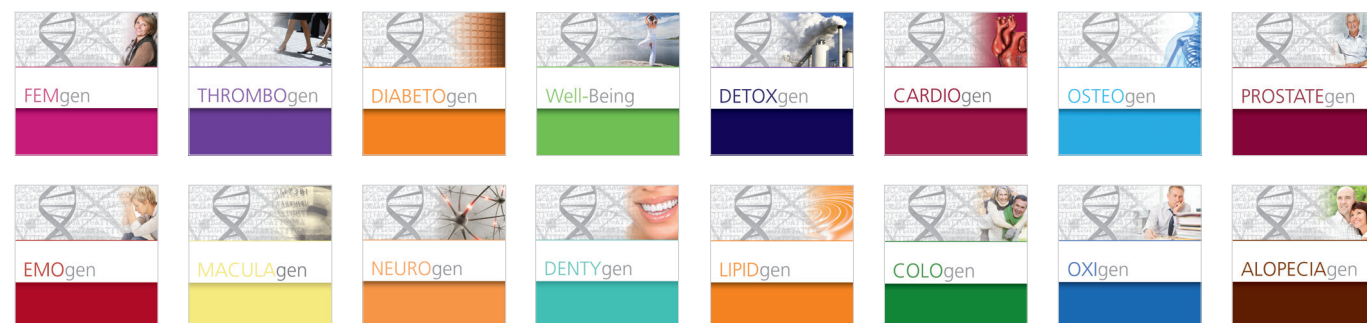 FEMgen
THROMBOgen
DIABETOgen
Well-Being
DETOXgen
CARDIOgen
OSTEOgen
PROSTATEgen
EMOgen
MACULAgen
NEUROgen
DENTYgen
LIPIDgen
COLOgen
OXIgen
ALOPECIAgen